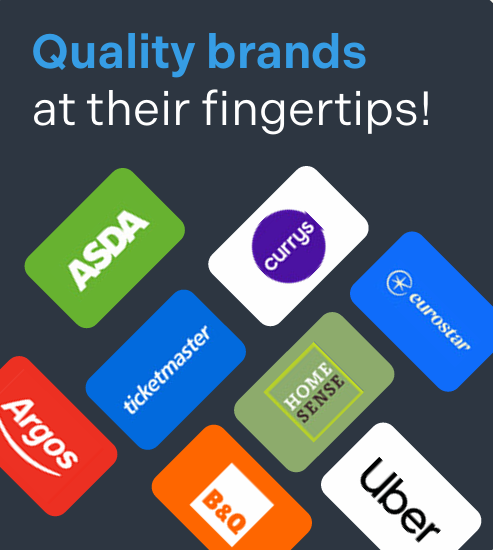 Quality brands
at their fingertips!
ASDA
currys
eurostar
ticketmaster
HOME
SENSE
Argos
B&Q
Uber